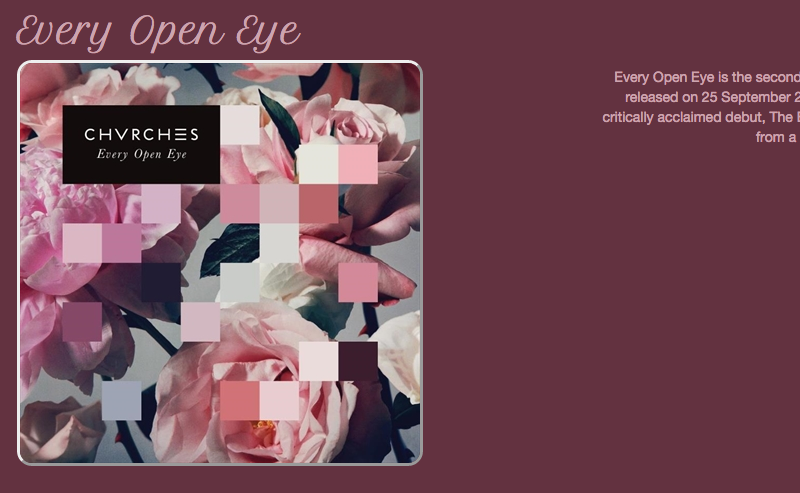 Every Open Eye
CHVRCHES
Every Open Eye
Every Open Eye is the second
released on 25 September 2
critically acclaimed debut, The
from a